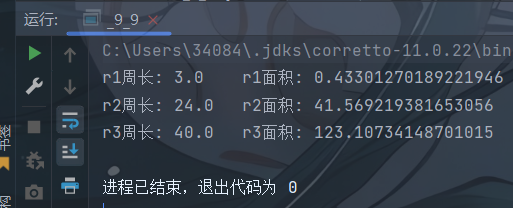 运行: _9_9
C:\Users\34084\.jdks\corretto-11.0.22\bin
r1周长: 3.0 r1面积: 0.43301270189221946
r2周长: 24.0 r2面积: 41.569219381653056
r3周长: 40.0 r3面积: 123.10734148701015
进程已结束，退出代码为 0
书签